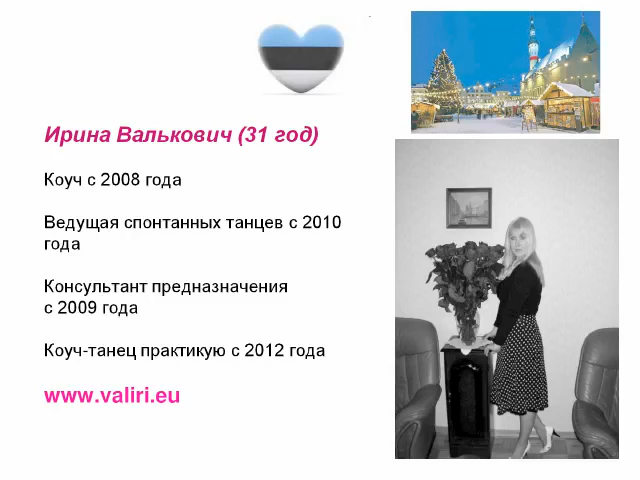 Ирина Валькович (31 год)
Коуч с 2008 года
Ведущая спонтанных танцев с 2010
года
Консультант предназначения
с 2009 года
Коуч-танец практикую с 2012 года
www.valiri.eu